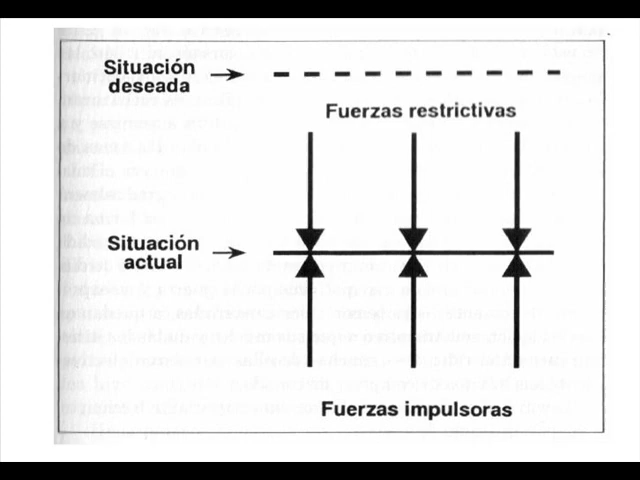 Situación
deseada
Fuerzas restrictivas
Situación
actual
Fuerzas impulsoras